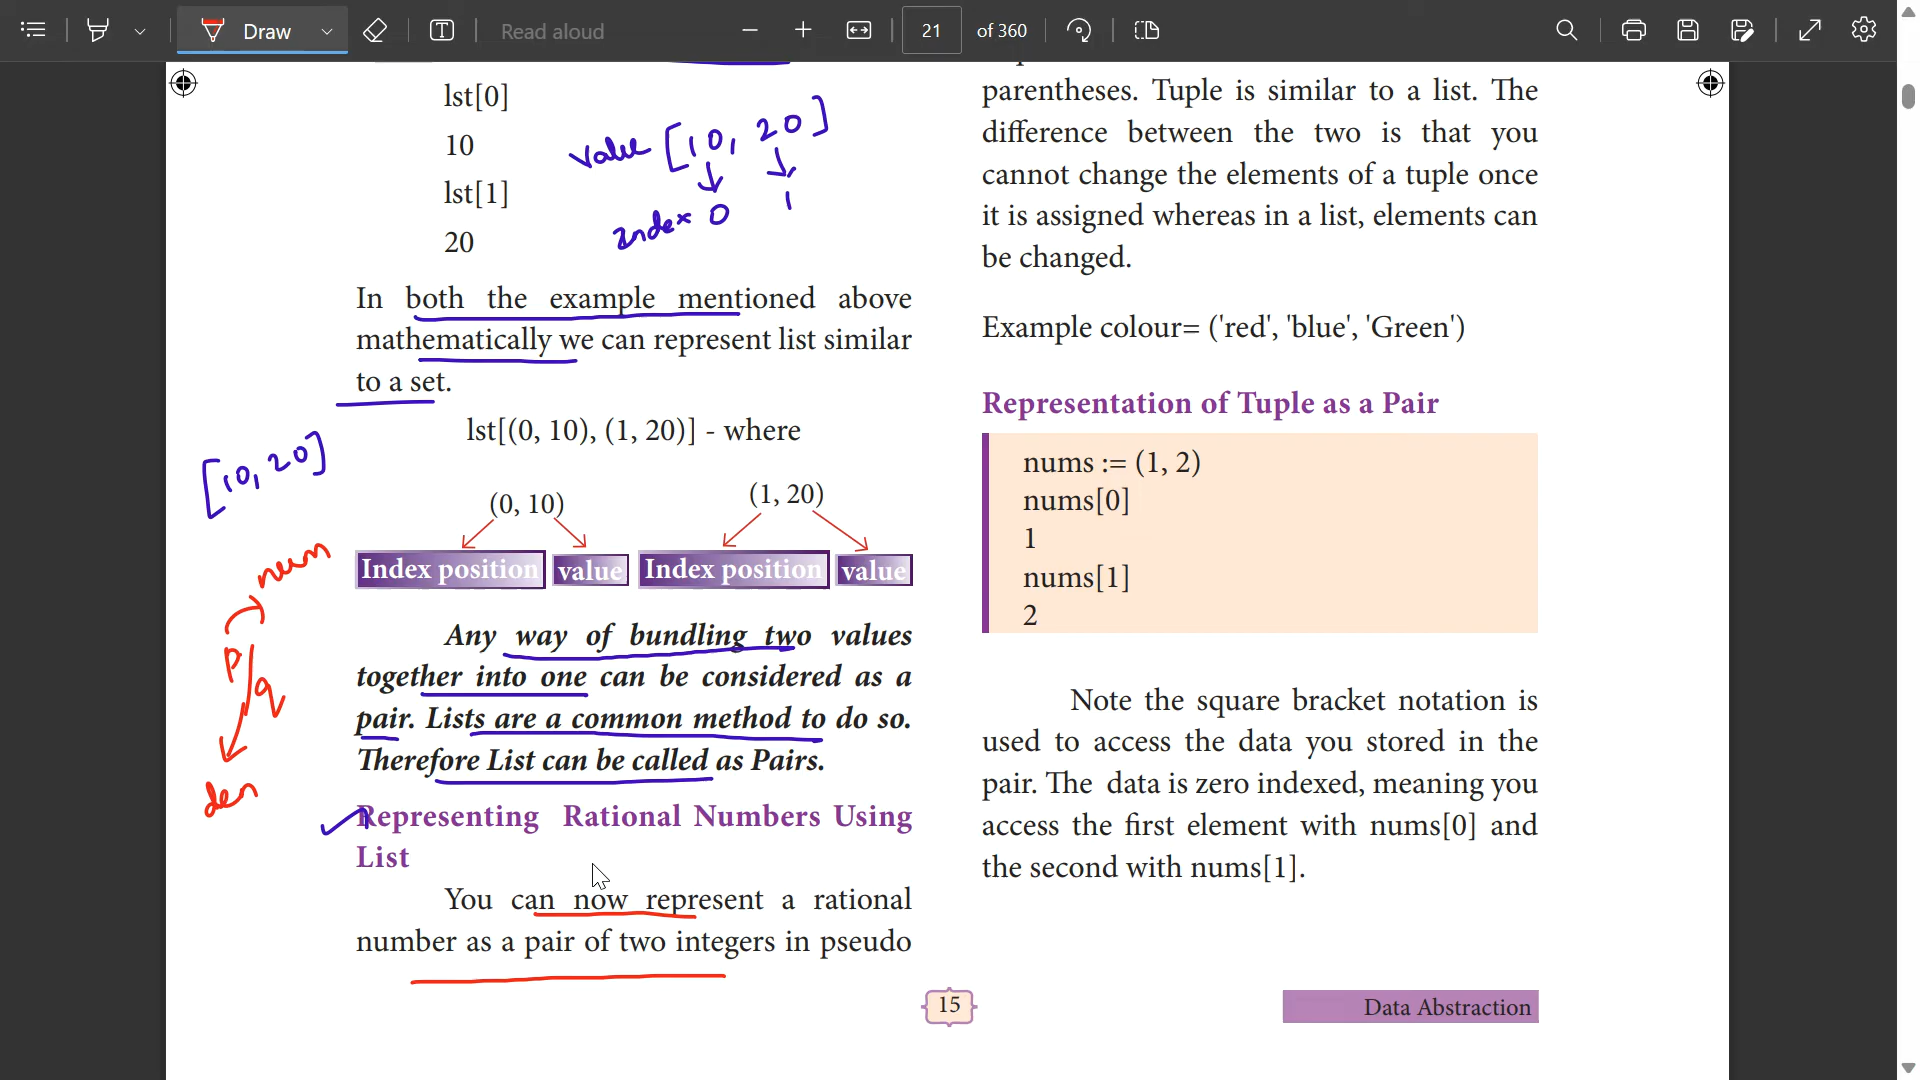 Draw
Read aloud
21
of 360
lst[0]
10
lst[1]
20
value [10, 20]
index 0 1
In both the example mentioned above
mathematically we can represent list similar
to a set.
lst[(0, 10), (1, 20)] - where
[10, 20]
(0, 10)
(1, 20)
Index position value Index position value
num
p/q
den
Any way of bundling two values
together into one can be considered as a
pair. Lists are a common method to do so.
Therefore List can be called as Pairs.
Representing Rational Numbers Using
List
You can now represent a rational
number as a pair of two integers in pseudo
parentheses. Tuple is similar to a list. The
difference between the two is that you
cannot change the elements of a tuple once
it is assigned whereas in a list, elements can
be changed.
Example colour= ('red', 'blue', 'Green')
Representation of Tuple as a Pair
nums := (1, 2)
nums[0]
1
nums[1]
2
Note the square bracket notation is
used to access the data you stored in the
pair. The data is zero indexed, meaning you
access the first element with nums[0] and
the second with nums[1].
15
Data Abstraction